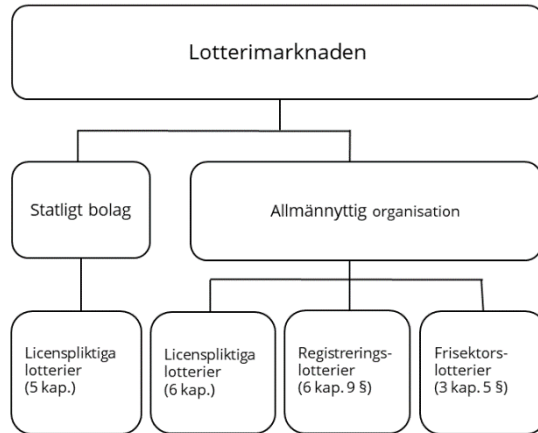 Lotterimarknaden
Statligt bolag
Allmännyttig organisation
Licenspliktiga
lotterier
(5 kap.)
Licenspliktiga
lotterier
(6 kap.)
Registrerings-
lotterier
(6 kap. 9 §)
Frisektors-
lotterier
(3 kap. 5 §)